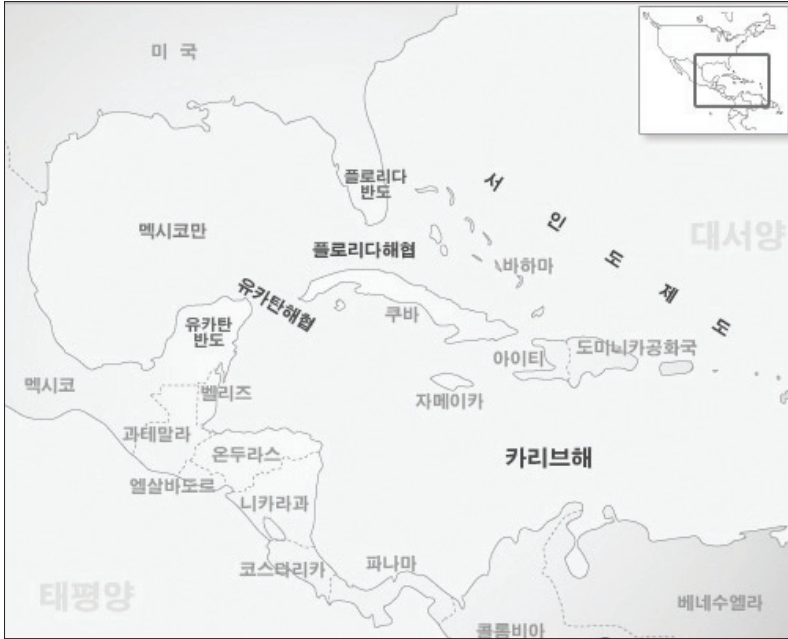 미 국
플로리다
반도
서 인 도 제 도
멕시코만
대서양
플로리다해협
바하마
유카탄해협
쿠바
유카탄
반도
아이티
도마니카공화국
멕시코
벨리즈
자메이카
과테말라
온두라스
카리브해
엘살바도르
니카라과
코스타리카
파나마
태평양
베네수엘라
콜롬비아